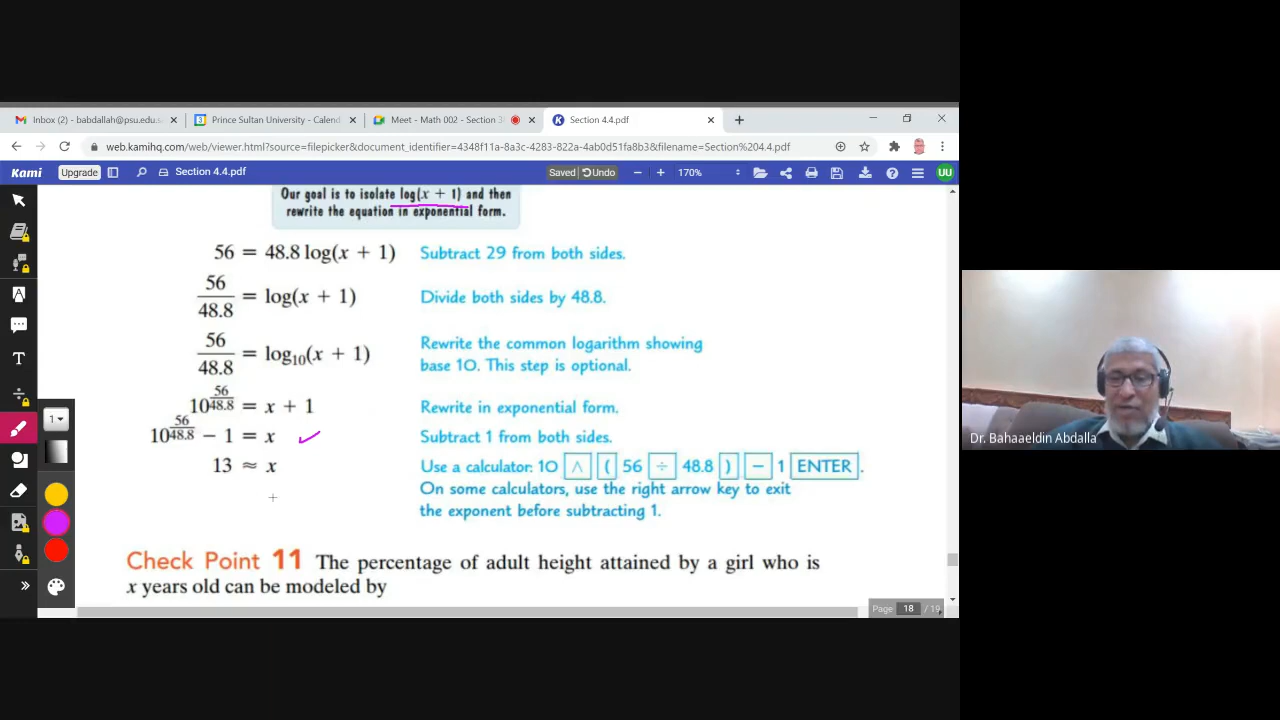 Inbox (2) - babdallah@psu.edu.s
Prince Sultan University - Calend
Meet - Math 002 - Section 3
Section 4.4.pdf
web.kamihq.com/web/viewer.html?source=filepicker&document_identifier=4348f11a-8a3c-4283-822a-4ab0d51fa8b3&filename=Section%204.4.pdf
Kami Upgrade Section 4.4.pdf Saved Undo 170% UU
Our goal is to isolate log(x + 1) and then
rewrite the equation in exponential form.
56 = 48.8 log(x + 1) Subtract 29 from both sides.
56/48.8 = log(x + 1) Divide both sides by 48.8.
56/48.8 = log₁₀(x + 1) Rewrite the common logarithm showing
base 10. This step is optional.
10^(56/48.8) = x + 1 Rewrite in exponential form.
10^(56/48.8) − 1 = x Subtract 1 from both sides.
13 ≈ x Use a calculator: 10 ^ ( 56 ÷ 48.8 ) − 1 ENTER .
On some calculators, use the right arrow key to exit
the exponent before subtracting 1.
Check Point 11 The percentage of adult height attained by a girl who is
x years old can be modeled by
Page 18 / 19
1
T
Dr. Bahaaeldin Abdalla